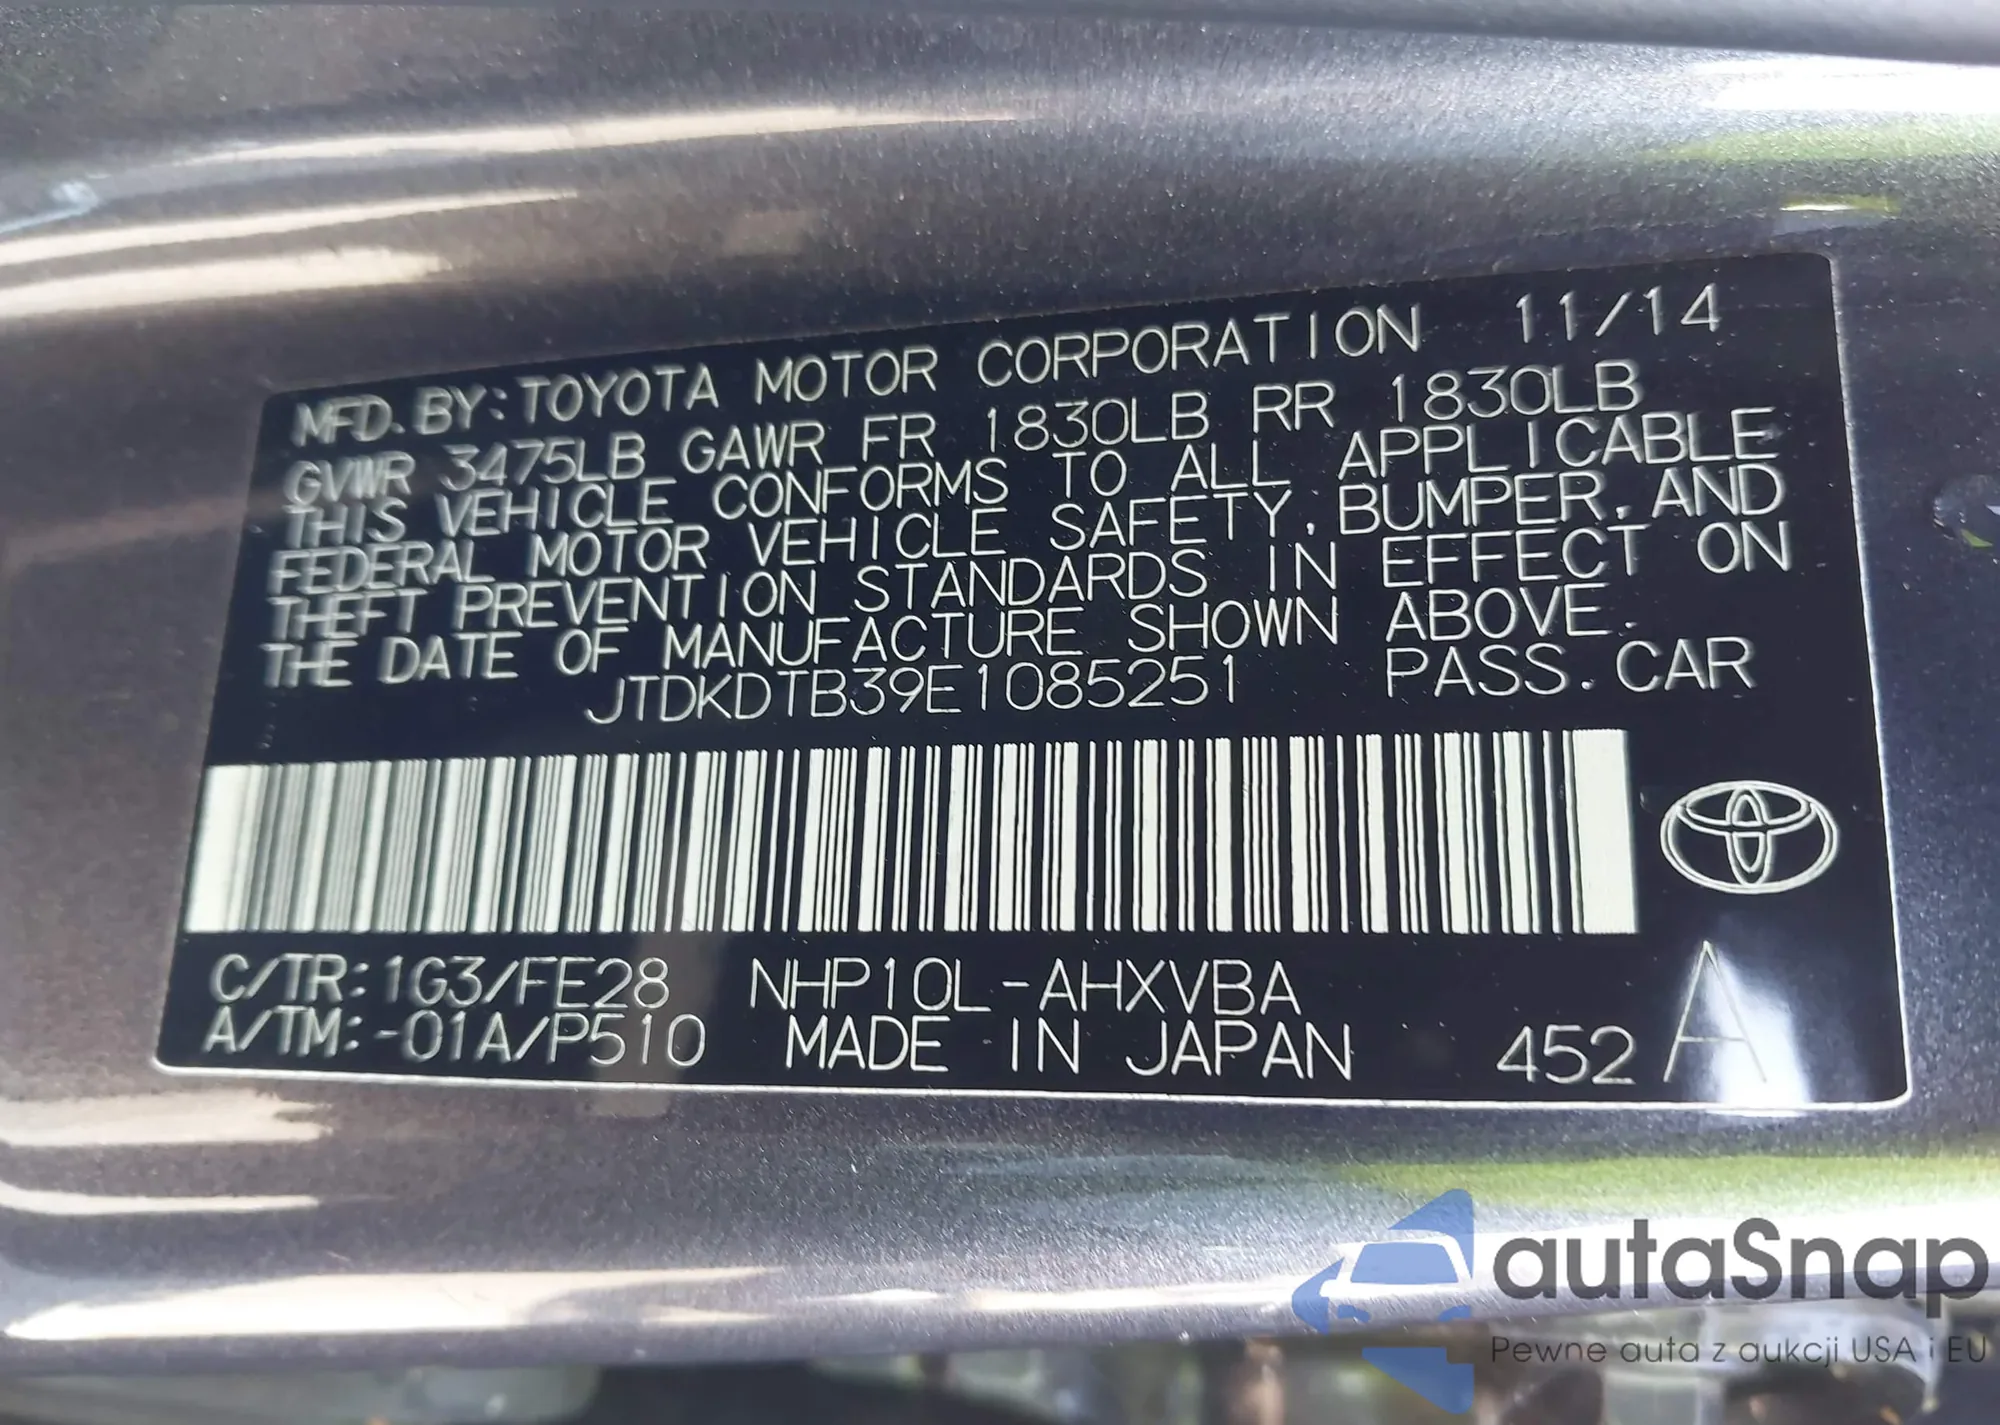 MFD. BY: TOYOTA MOTOR CORPORATION 11/14
GVWR 3475LB GAWR FR 1830LB RR 1830LB
THIS VEHICLE CONFORMS TO ALL APPLICABLE
FEDERAL MOTOR VEHICLE SAFETY, BUMPER, AND
THEFT PREVENTION STANDARDS IN EFFECT ON
THE DATE OF MANUFACTURE SHOWN ABOVE.
JTDKDTB39E1085251 PASS. CAR
C/TR: 1G3/FE28 NHP10L-AHXVBA
A/TM: -01A/P510 MADE IN JAPAN 452 A
autaSnap
Pewne auta z aukcji USA i EU